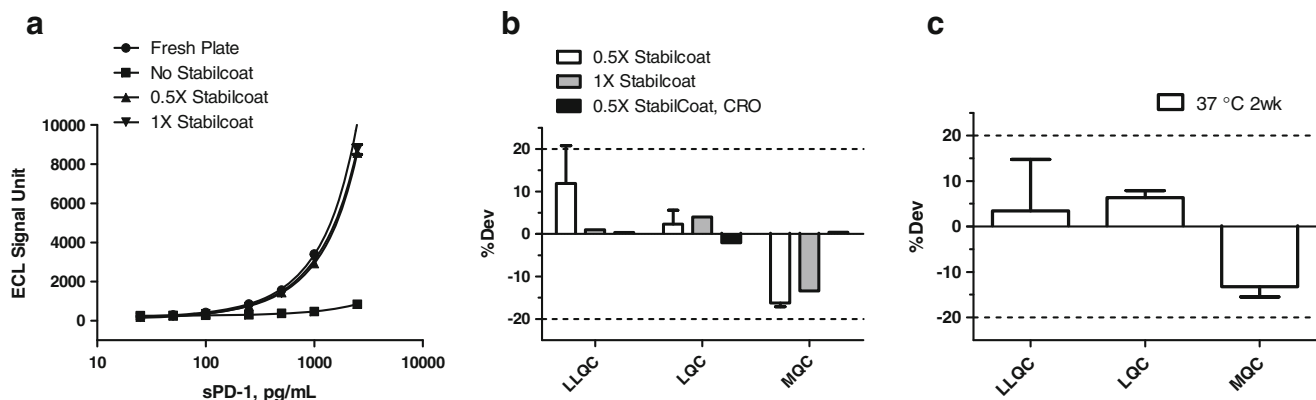 a
Fresh Plate
No Stabilcoat
0.5X Stabilcoat
1X Stabilcoat
10000
8000
6000
4000
2000
0
ECL Signal Unit
10
100
1000
10000
sPD-1, pg/mL
b
0.5X Stabilcoat
1X Stabilcoat
0.5X StabilCoat, CRO
20
10
0
-10
-20
%Dev
LLQC
LQC
MQC
c
37 °C 2wk
20
10
0
-10
-20
%Dev
LLQC
LQC
MQC